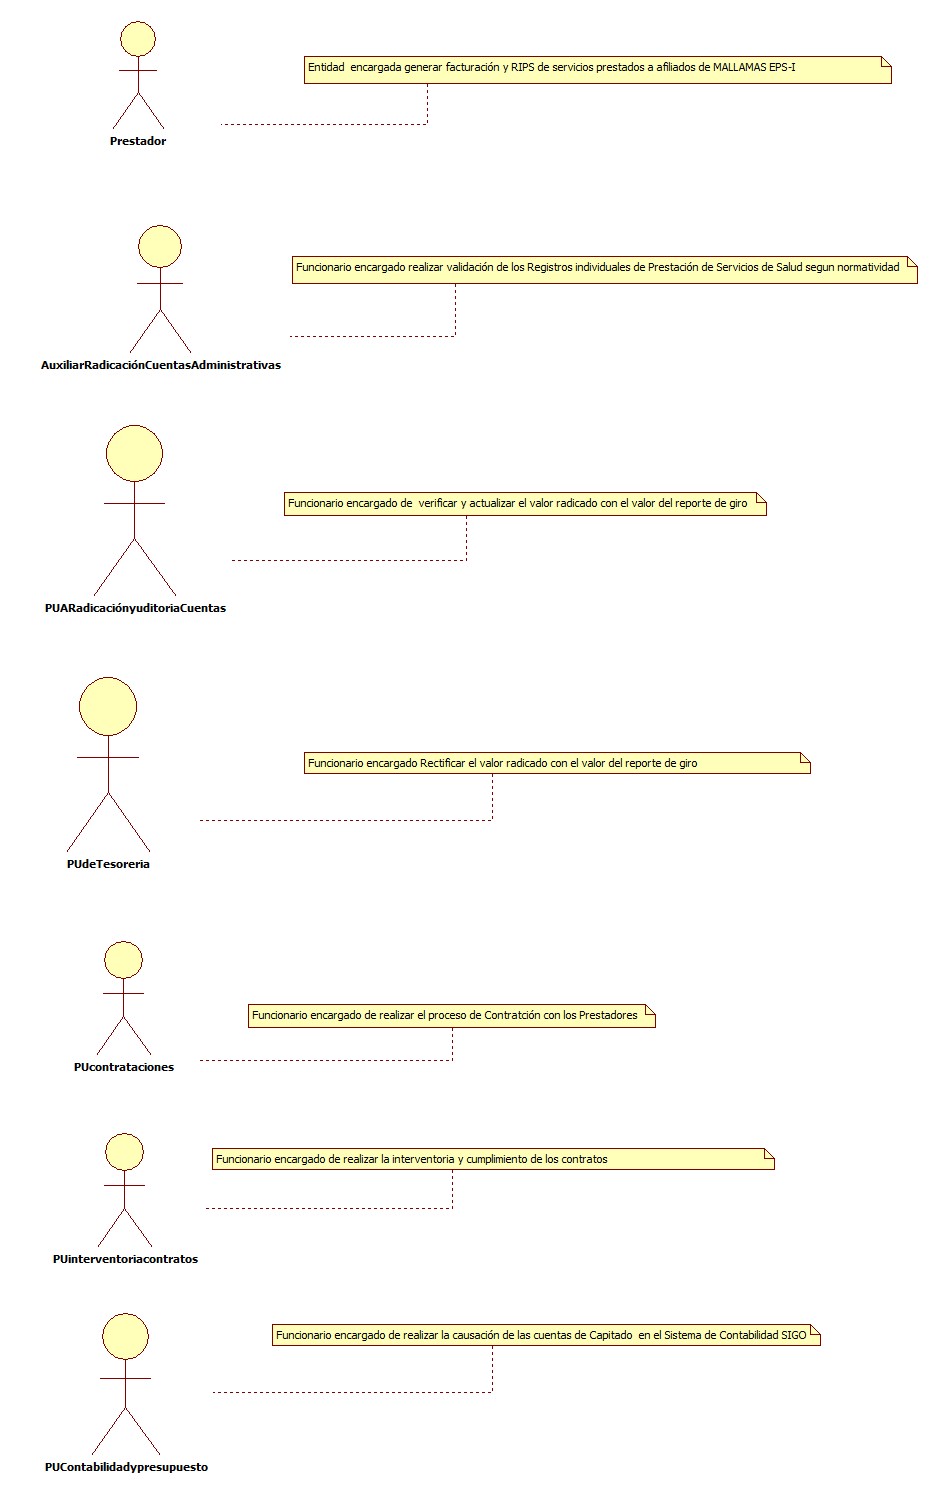 Entidad  encargada generar facturación y RIPS de servicios prestados a afiliados de MALLAMAS EPS-I
Prestador
Funcionario encargado realizar validación de los Registros individuales de Prestación de Servicios de Salud segun normatividad
AuxiliarRadicaciónCuentasAdministrativas
Funcionario encargado de  verificar y actualizar el valor radicado con el valor del reporte de giro
PUARadicaciónyuditoriaCuentas
Funcionario encargado Rectificar el valor radicado con el valor del reporte de giro
PUdeTesoreria
Funcionario encargado de realizar el proceso de Contratción con los Prestadores
PUcontrataciones
Funcionario encargado de realizar la interventoria y cumplimiento de los contratos
PUinterventoriacontratos
Funcionario encargado de realizar la causación de las cuentas de Capitado  en el Sistema de Contabilidad SIGO
PUContabilidadypresupuesto